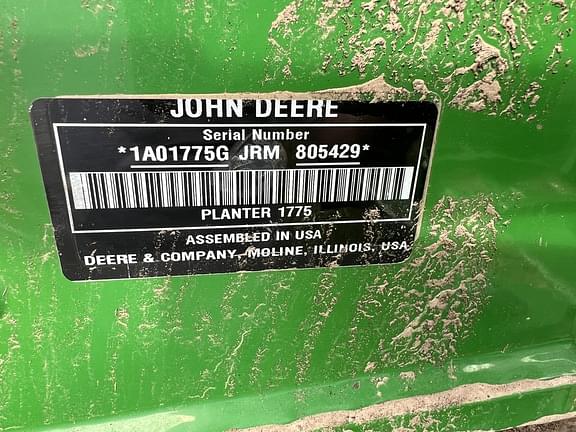 JOHN DEERE
Serial Number
*1A01775G JRM 805429*
PLANTER 1775
ASSEMBLED IN USA
DEERE & COMPANY, MOLINE, ILLINOIS, USA